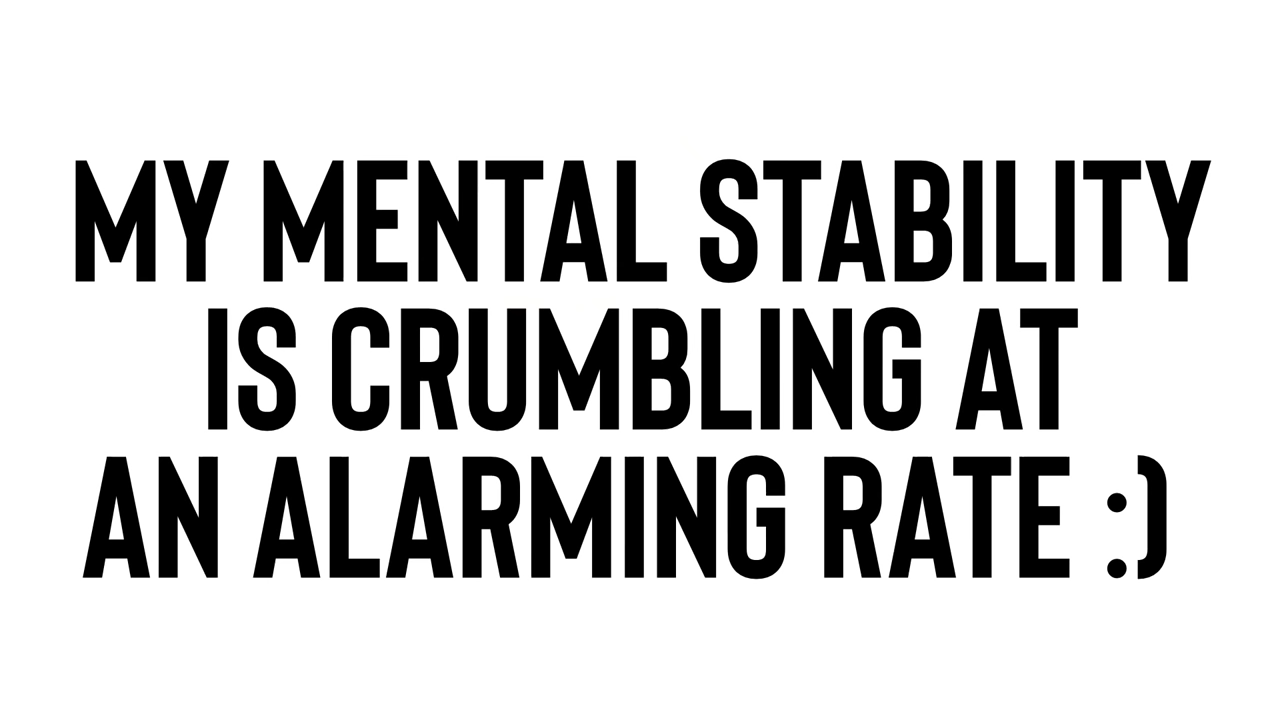 MY MENTAL STABILITY
IS CRUMBLING AT
AN ALARMING RATE :)